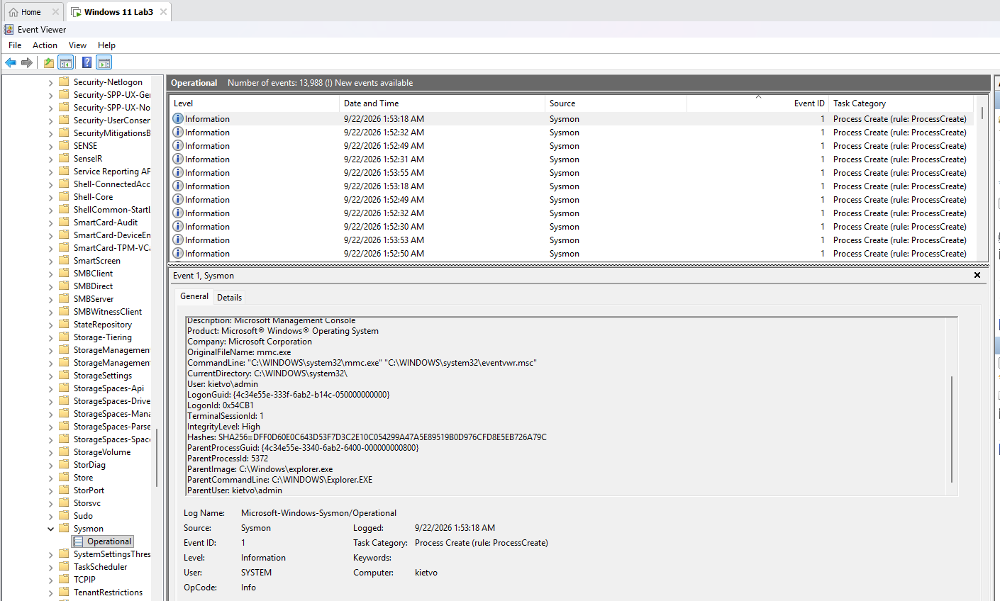 Home
Windows 11 Lab3
Event Viewer
File Action View Help
Security-Netlogon
Security-SPP-UX-Ger
Security-SPP-UX-No
Security-UserConser
SecurityMitigationsB
SENSE
SenseIR
Service Reporting AP
Shell-ConnectedAcc
Shell-Core
ShellCommon-StartL
SmartCard-Audit
SmartCard-DeviceEn
SmartCard-TPM-VCa
SmartScreen
SMBClient
SMBDirect
SMBServer
SMBWitnessClient
StateRepository
Storage-Tiering
StorageManagement
StorageManagement
StorageSettings
StorageSpaces-Api
StorageSpaces-Drive
StorageSpaces-Mana
StorageSpaces-Parse
StorageSpaces-Space
StorageVolume
StorDiag
Store
StorPort
Storsvc
Sudo
Sysmon
Operational
SystemSettingsThres
TaskScheduler
TCPIP
TenantRestrictions
Operational Number of events: 13,988 (!) New events available
Level Date and Time Source Event ID Task Category
Information 9/22/2026 1:53:18 AM Sysmon 1 Process Create (rule: ProcessCreate)
Information 9/22/2026 1:52:32 AM Sysmon 1 Process Create (rule: ProcessCreate)
Information 9/22/2026 1:52:49 AM Sysmon 1 Process Create (rule: ProcessCreate)
Information 9/22/2026 1:52:31 AM Sysmon 1 Process Create (rule: ProcessCreate)
Information 9/22/2026 1:53:55 AM Sysmon 1 Process Create (rule: ProcessCreate)
Information 9/22/2026 1:53:18 AM Sysmon 1 Process Create (rule: ProcessCreate)
Information 9/22/2026 1:52:49 AM Sysmon 1 Process Create (rule: ProcessCreate)
Information 9/22/2026 1:52:32 AM Sysmon 1 Process Create (rule: ProcessCreate)
Information 9/22/2026 1:52:30 AM Sysmon 1 Process Create (rule: ProcessCreate)
Information 9/22/2026 1:53:53 AM Sysmon 1 Process Create (rule: ProcessCreate)
Information 9/22/2026 1:52:50 AM Sysmon 1 Process Create (rule: ProcessCreate)
Event 1, Sysmon
General Details
Description: Microsoft Management Console
Product: Microsoft® Windows® Operating System
Company: Microsoft Corporation
OriginalFileName: mmc.exe
CommandLine: "C:\WINDOWS\system32\mmc.exe" "C:\WINDOWS\system32\eventvwr.msc"
CurrentDirectory: C:\WINDOWS\system32\
User: kietvo\admin
LogonGuid: {4c34e55e-333f-6ab2-b14c-050000000000}
LogonId: 0x54CB1
TerminalSessionId: 1
IntegrityLevel: High
Hashes: SHA256=DFF0D60E0C643D53F7D3C2E10C054299A47A5E89519B0D976CFD8E5EB726A79C
ParentProcessGuid: {4c34e55e-3340-6ab2-6400-000000000800}
ParentProcessId: 5372
ParentImage: C:\Windows\explorer.exe
ParentCommandLine: C:\WINDOWS\Explorer.EXE
ParentUser: kietvo\admin
Log Name: Microsoft-Windows-Sysmon/Operational
Source: Sysmon Logged: 9/22/2026 1:53:18 AM
Event ID: 1 Task Category: Process Create (rule: ProcessCreate)
Level: Information Keywords:
User: SYSTEM Computer: kietvo
OpCode: Info